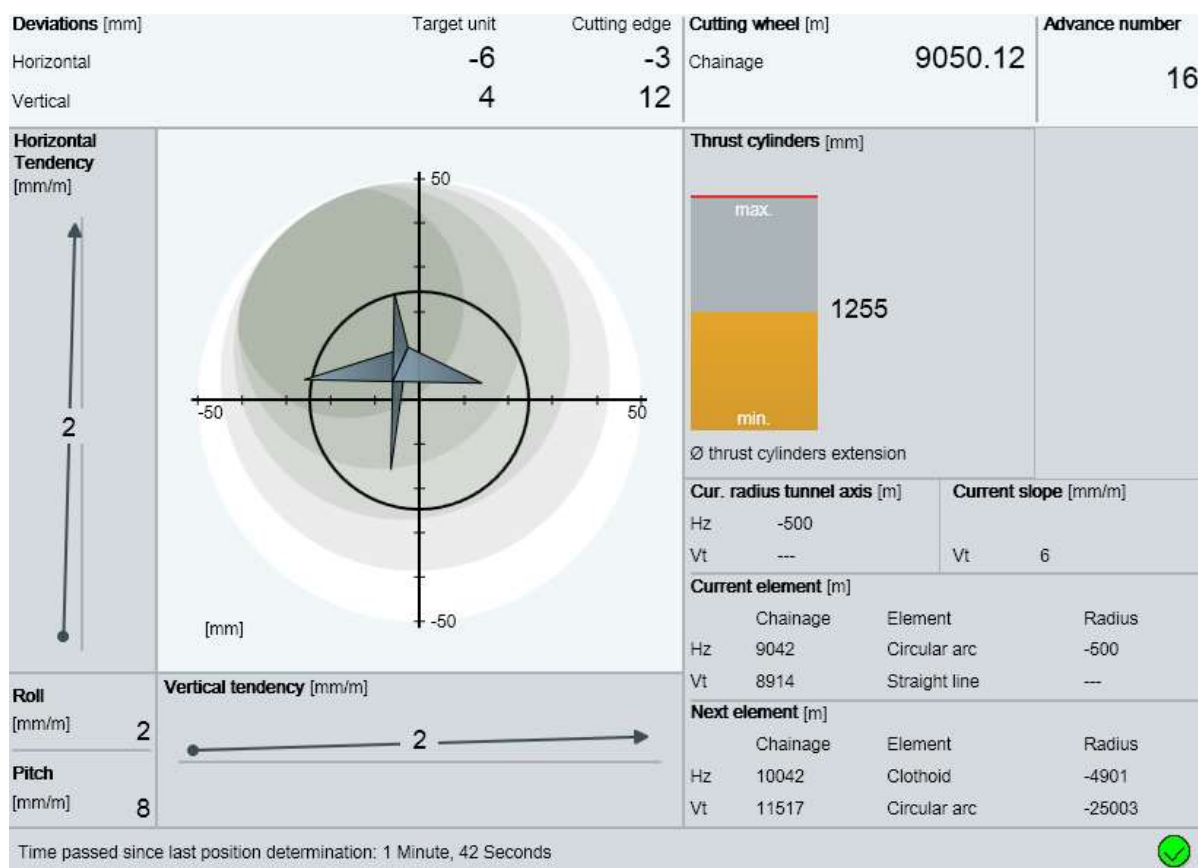 Deviations [mm] Target unit Cutting edge
Horizontal -6 -3
Vertical 4 12
Cutting wheel [m]
Chainage 9050.12
Advance number
16
Horizontal
Tendency
[mm/m]
2
50
-50 50
-50
[mm]
Thrust cylinders [mm]
max.
1255
min.
Ø thrust cylinders extension
Cur. radius tunnel axis [m] Current slope [mm/m]
Hz -500
Vt --- Vt 6
Current element [m]
Chainage Element Radius
Hz 9042 Circular arc -500
Vt 8914 Straight line ---
Next element [m]
Chainage Element Radius
Hz 10042 Clothoid -4901
Vt 11517 Circular arc -25003
Roll
[mm/m] 2
Pitch
[mm/m] 8
Vertical tendency [mm/m]
2
Time passed since last position determination: 1 Minute, 42 Seconds